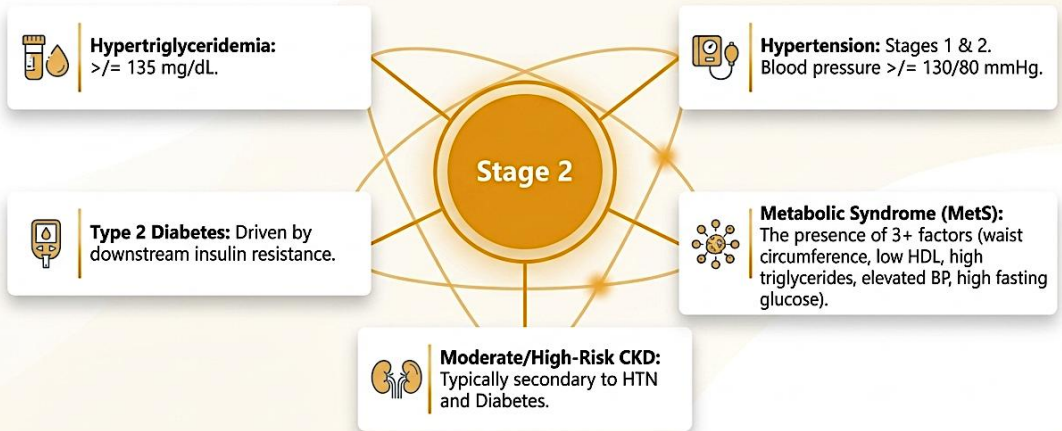 Hypertriglyceridemia:
>/= 135 mg/dL.
Hypertension: Stages 1 & 2.
Blood pressure >/= 130/80 mmHg.
Stage 2
Type 2 Diabetes: Driven by
downstream insulin resistance.
Metabolic Syndrome (MetS):
The presence of 3+ factors (waist
circumference, low HDL, high
triglycerides, elevated BP, high fasting
glucose).
Moderate/High-Risk CKD:
Typically secondary to HTN
and Diabetes.